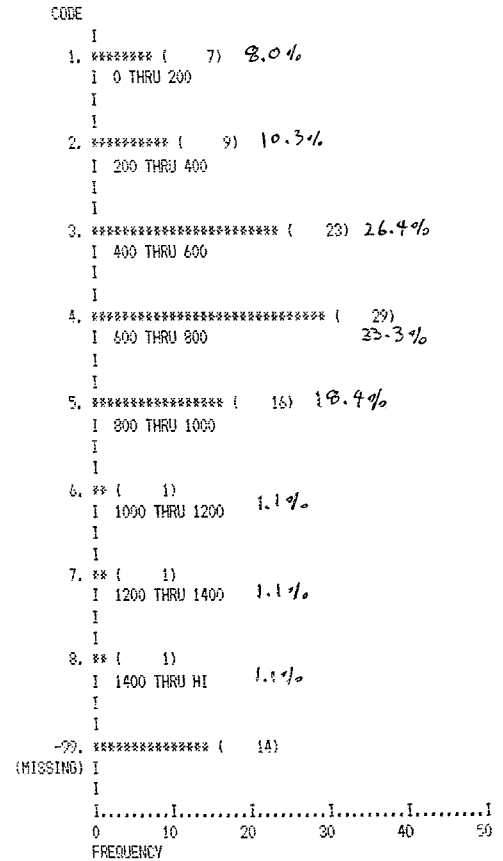 CODE
I
1. ******** ( 7) 8.0%
I 0 THRU 200
I
I
2. ********** ( 9) 10.3%
I 200 THRU 400
I
I
3. ************************ ( 23) 26.4%
I 400 THRU 600
I
I
4. ****************************** ( 29)
I 600 THRU 800 33.3%
I
I
5. ***************** ( 16) 18.4%
I 800 THRU 1000
I
I
6. ** ( 1)
I 1000 THRU 1200 1.1%
I
I
7. ** ( 1)
I 1200 THRU 1400 1.1%
I
I
8. ** ( 1)
I 1400 THRU HI 1.1%
I
I
-99. *************** ( 14)
(MISSING) I
I
I
I.........I.........I.........I.........I.........I
0 10 20 30 40 50
FREQUENCY